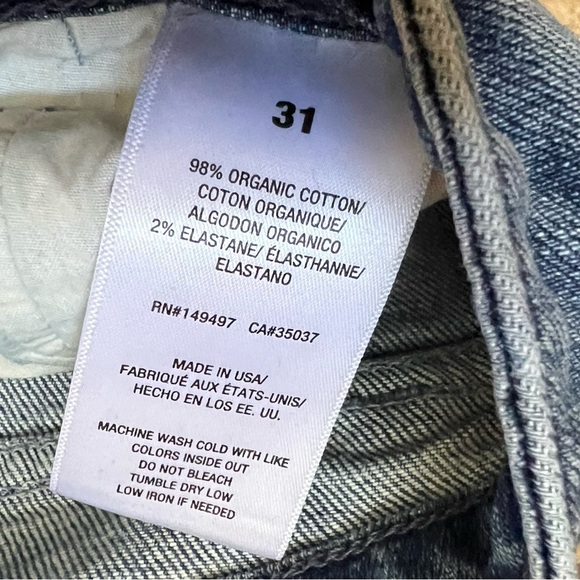 31
98% ORGANIC COTTON/
COTON ORGANIQUE/
ALGODON ORGANICO
2% ELASTANE/ ÉLASTHANNE/
ELASTANO
RN#149497 CA#35037
MADE IN USA/
FABRIQUÉ AUX ÉTATS-UNIS/
HECHO EN LOS EE. UU.
MACHINE WASH COLD WITH LIKE
COLORS INSIDE OUT
DO NOT BLEACH
TUMBLE DRY LOW
LOW IRON IF NEEDED